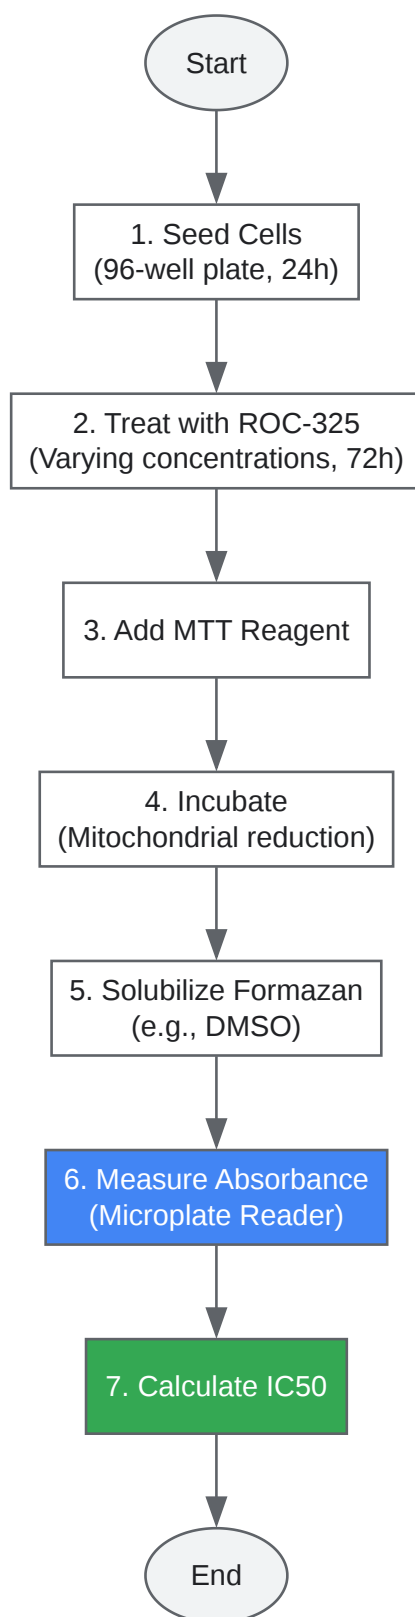 Start
1. Seed Cells
(96-well plate, 24h)
2. Treat with ROC-325
(Varying concentrations, 72h)
3. Add MTT Reagent
4. Incubate
(Mitochondrial reduction)
5. Solubilize Formazan
(e.g., DMSO)
6. Measure Absorbance
(Microplate Reader)
7. Calculate IC50
End